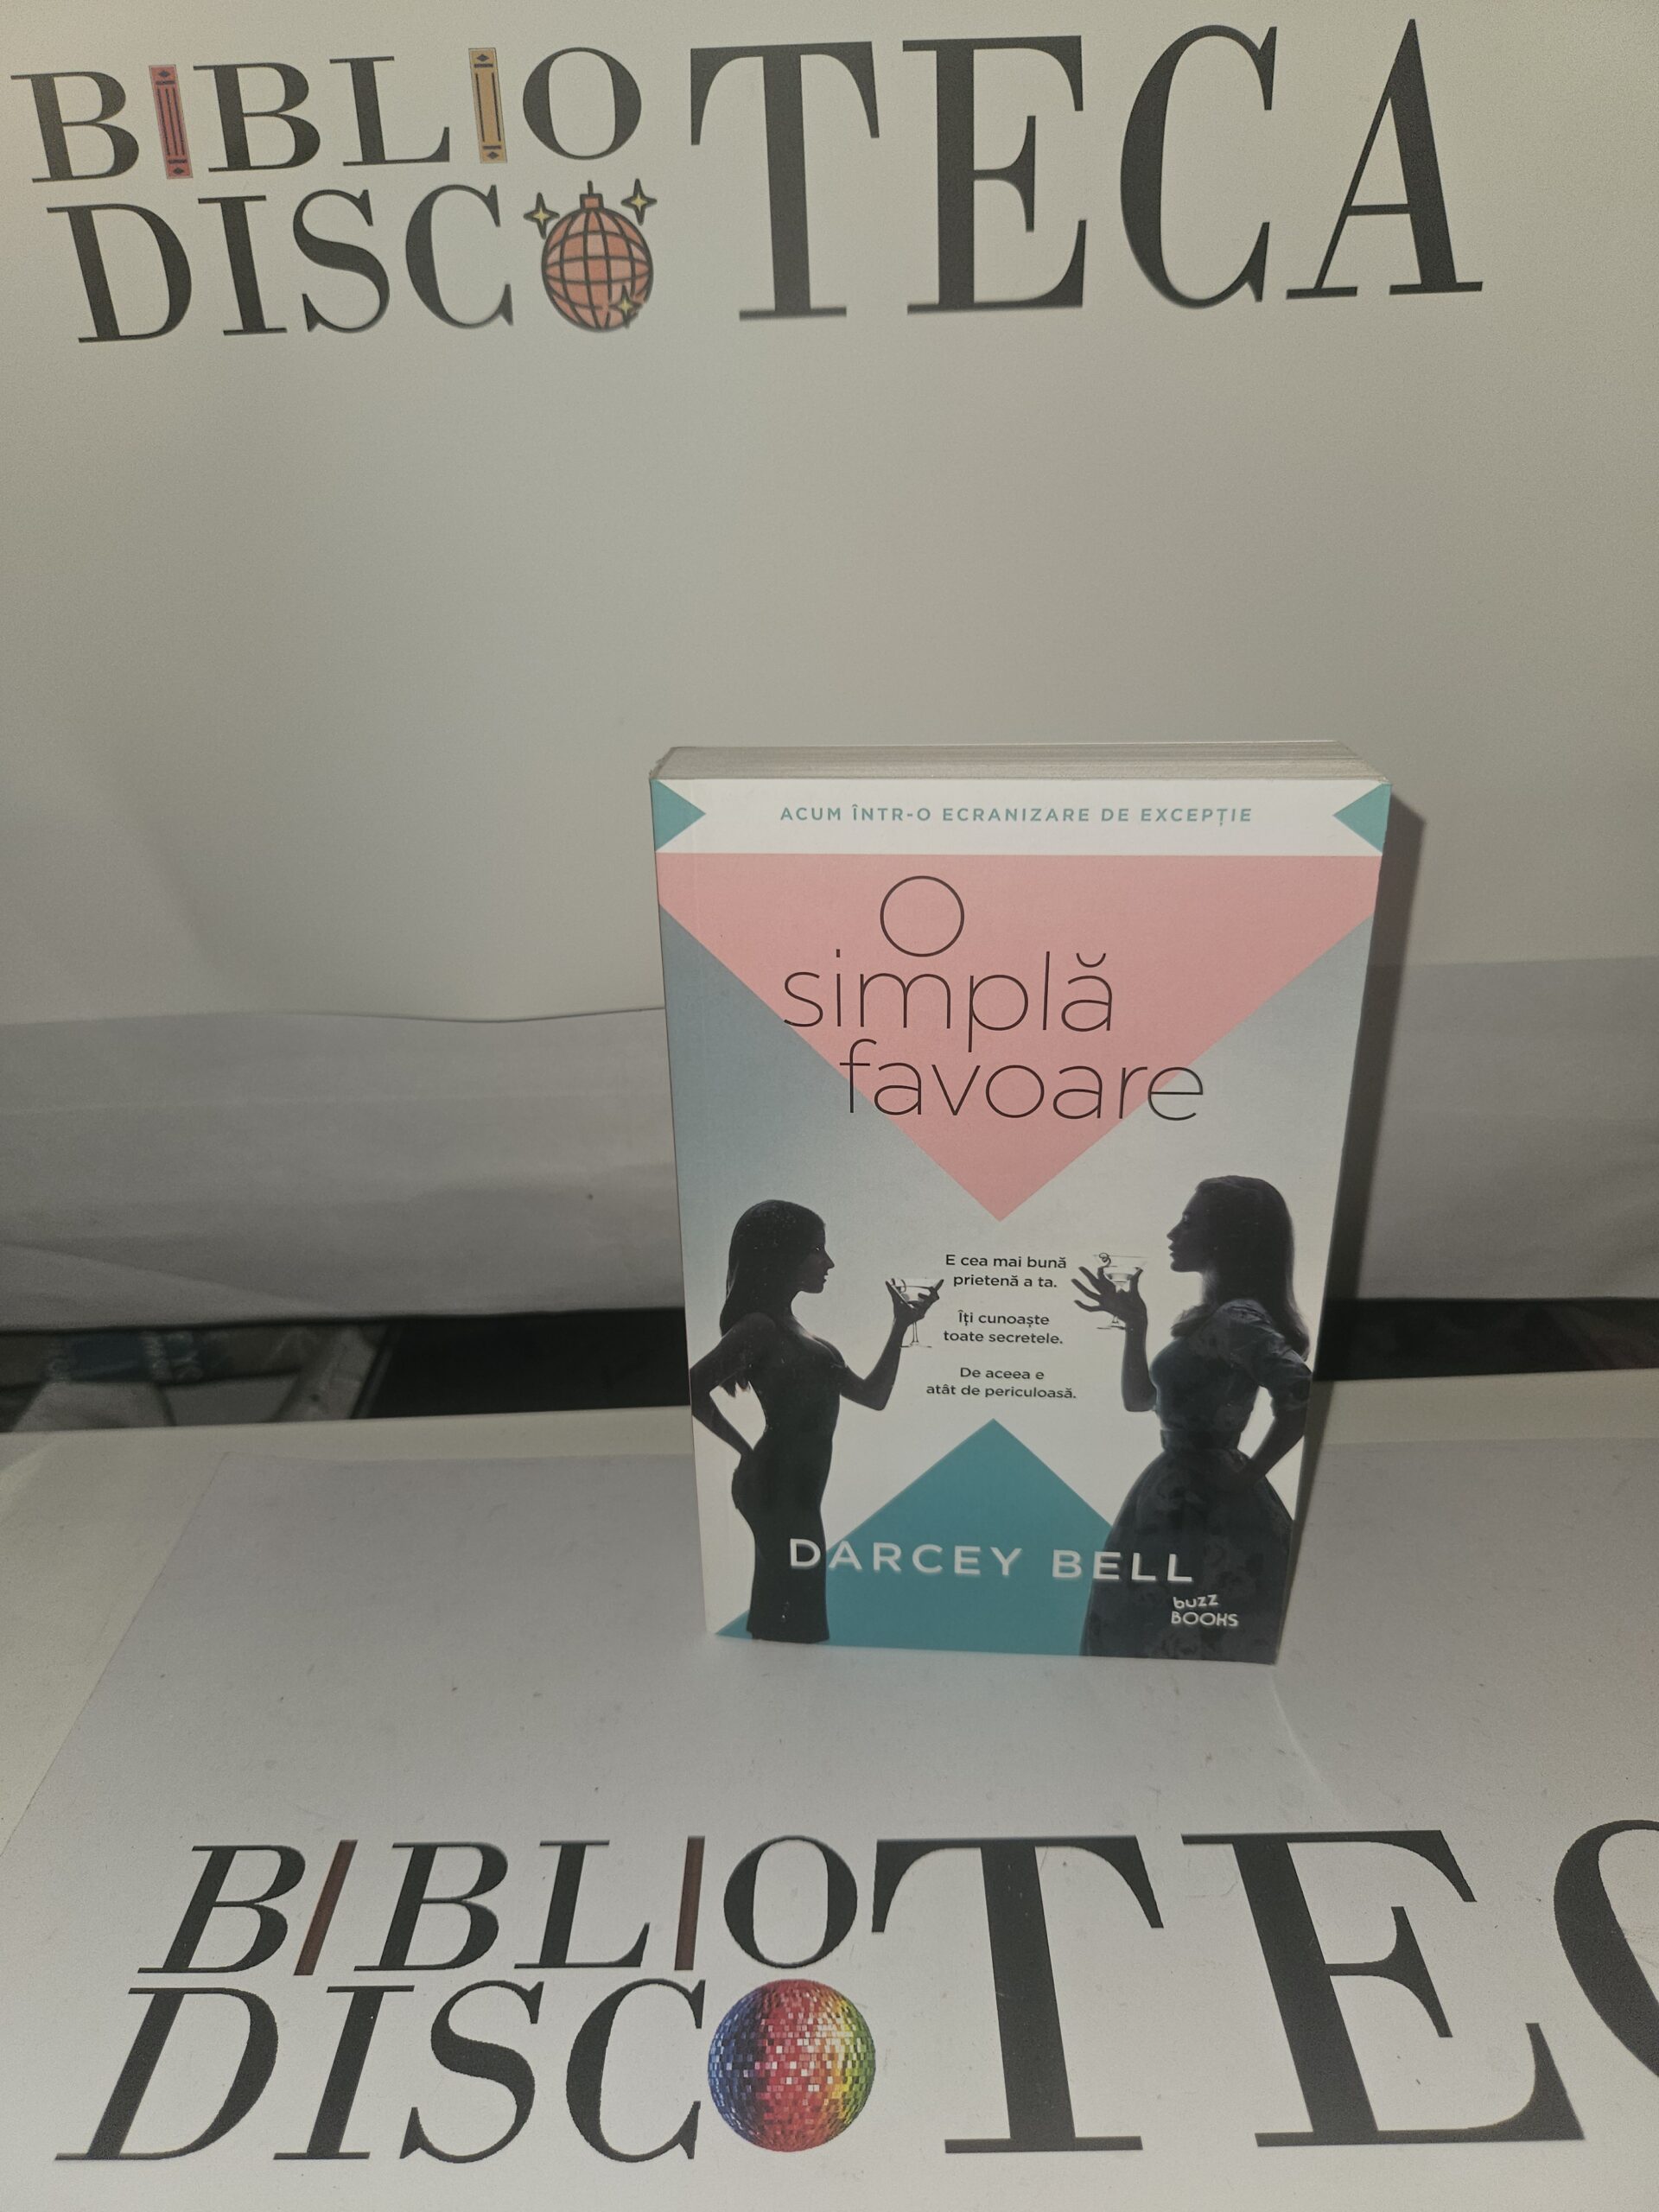 BIBLIO
DISCO TECA
ACUM ÎNTR-O ECRANIZARE DE EXCEPȚIE
O
simplă
favoare
E cea mai bună
prietenă a ta.
Îți cunoaște
toate secretele.
De aceea e
atât de periculoasă.
DARCEY BELL
buzz
BOOKS
BIBLIO
DISCO TEC